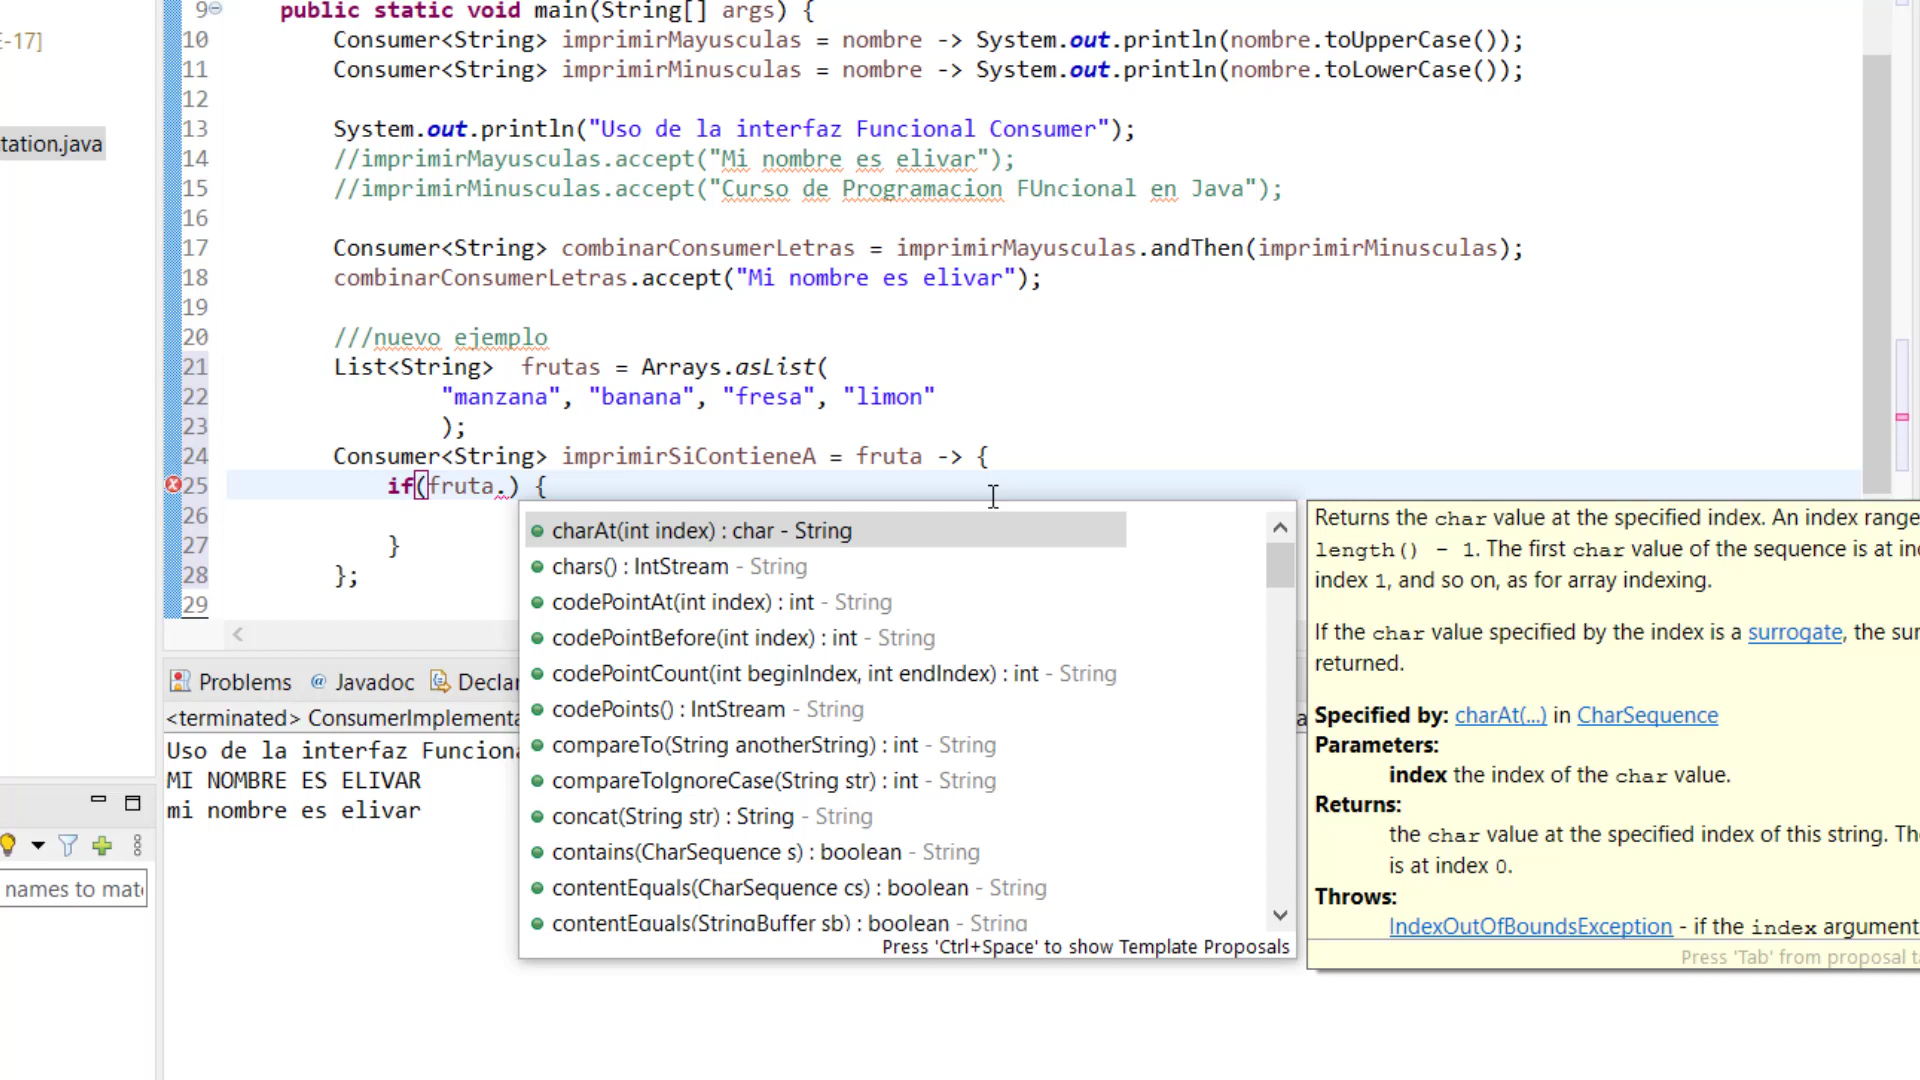 9 public static void main(String[] args) {
E-17]
10 Consumer<String> imprimirMayusculas = nombre -> System.out.println(nombre.toUpperCase());
11 Consumer<String> imprimirMinusculas = nombre -> System.out.println(nombre.toLowerCase());
12
13 System.out.println("Uso de la interfaz Funcional Consumer");
tation.java
14 //imprimirMayusculas.accept("Mi nombre es elivar");
15 //imprimirMinusculas.accept("Curso de Programacion FUncional en Java");
16
17 Consumer<String> combinarConsumerLetras = imprimirMayusculas.andThen(imprimirMinusculas);
18 combinarConsumerLetras.accept("Mi nombre es elivar");
19
20 ///nuevo ejemplo
21 List<String> frutas = Arrays.asList(
22 "manzana", "banana", "fresa", "limon"
23 );
24 Consumer<String> imprimirSiContieneA = fruta -> {
25 if(fruta.) {
26
27 }
28 };
29
charAt(int index) : char - String
chars() : IntStream - String
codePointAt(int index) : int - String
codePointBefore(int index) : int - String
codePointCount(int beginIndex, int endIndex) : int - String
codePoints() : IntStream - String
compareTo(String anotherString) : int - String
compareToIgnoreCase(String str) : int - String
concat(String str) : String - String
contains(CharSequence s) : boolean - String
contentEquals(CharSequence cs) : boolean - String
contentEquals(StringBuffer sb) : boolean - String
Press 'Ctrl+Space' to show Template Proposals
Returns the char value at the specified index. An index range
length() - 1. The first char value of the sequence is at in
index 1, and so on, as for array indexing.
If the char value specified by the index is a surrogate, the sur
returned.
Specified by: charAt(...) in CharSequence
Parameters:
index the index of the char value.
Returns:
the char value at the specified index of this string. The
is at index 0.
Throws:
IndexOutOfBoundsException - if the index argument
Press 'Tab' from proposal ta
Problems @ Javadoc Declar
<terminated> ConsumerImplementa
Uso de la interfaz Funciona
MI NOMBRE ES ELIVAR
mi nombre es elivar
names to mat